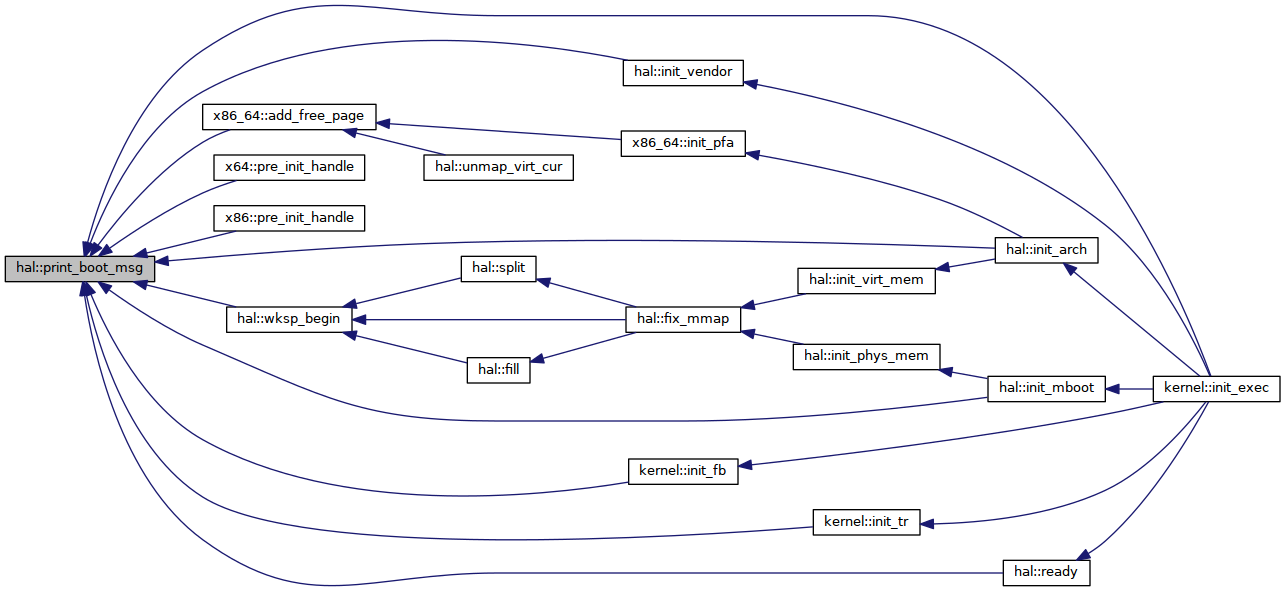 hal::init_vendor
x86_64::add_free_page
x86_64::init_pfa
x64::pre_init_handle
hal::unmap_virt_cur
x86::pre_init_handle
hal::init_arch
hal::print_boot_msg
hal::split
hal::init_virt_mem
hal::wksp_begin
hal::fix_mmap
hal::fill
hal::init_phys_mem
hal::init_mboot
kernel::init_exec
kernel::init_fb
kernel::init_tr
hal::ready